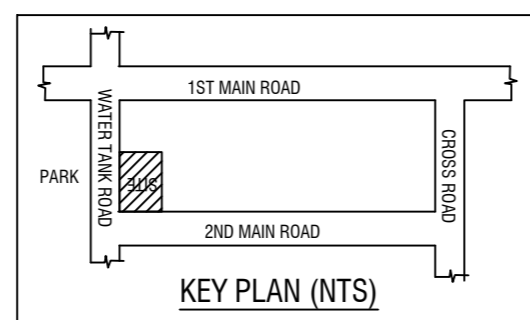 1ST MAIN ROAD
WATER TANK ROAD
CROSS ROAD
PARK
SITE
2ND MAIN ROAD
KEY PLAN (NTS)